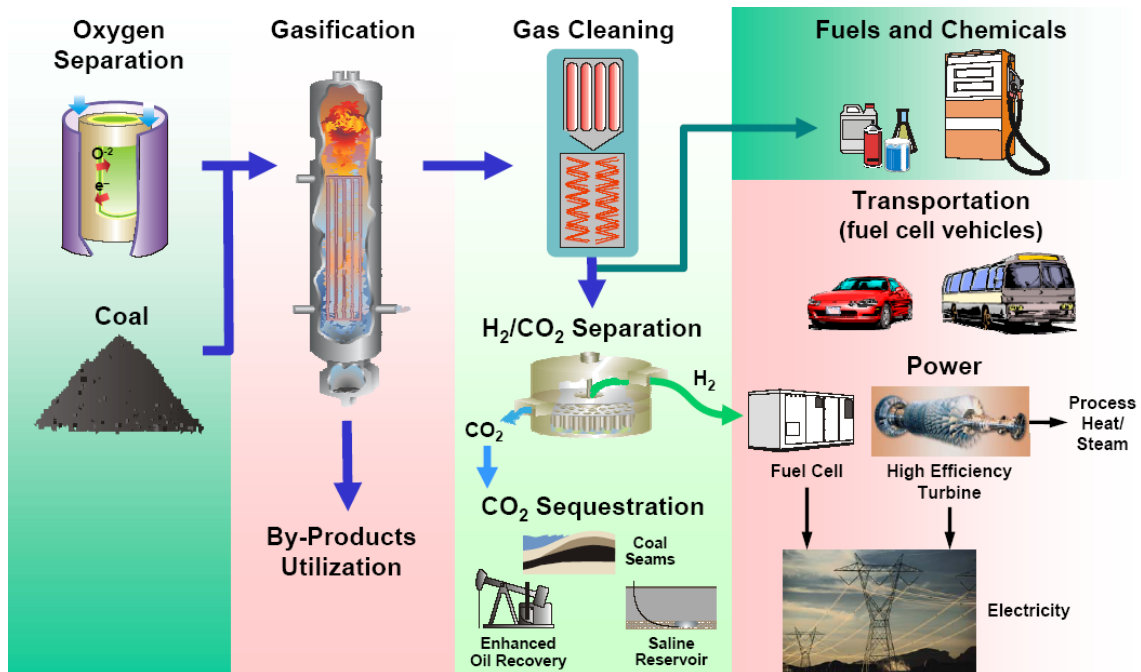 Oxygen
Separation
O⁻²
e⁻
Coal
Gasification
By-Products
Utilization
Gas Cleaning
H₂/CO₂ Separation
H₂
CO₂
CO₂ Sequestration
Coal
Seams
Enhanced
Oil Recovery
Saline
Reservoir
Fuels and Chemicals
Transportation
(fuel cell vehicles)
Power
Process
Heat/
Steam
Fuel Cell
High Efficiency
Turbine
Electricity